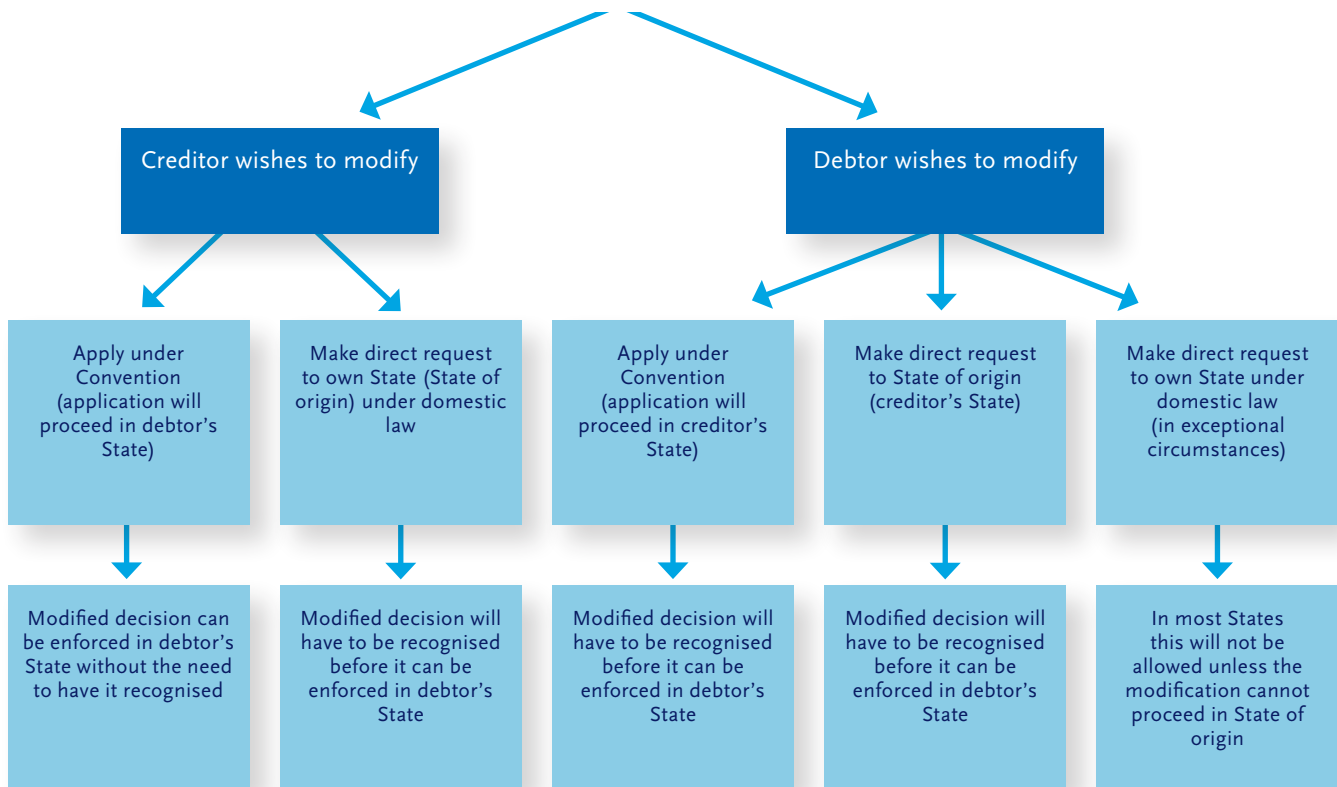 Creditor wishes to modify
Debtor wishes to modify
Apply under
Convention
(application will
proceed in debtor’s
State)
Make direct request
to own State (State of
origin) under domestic
law
Apply under
Convention
(application will
proceed in creditor’s
State)
Make direct request
to State of origin
(creditor’s State)
Make direct request
to own State under
domestic law
(in exceptional
circumstances)
Modified decision can
be enforced in debtor’s
State without the need
to have it recognised
Modified decision will
have to be recognised
before it can be
enforced in debtor’s
State
Modified decision will
have to be recognised
before it can be
enforced in debtor’s
State
Modified decision will
have to be recognised
before it can be
enforced in debtor’s
State
In most States
this will not be
allowed unless the
modification cannot
proceed in State of
origin